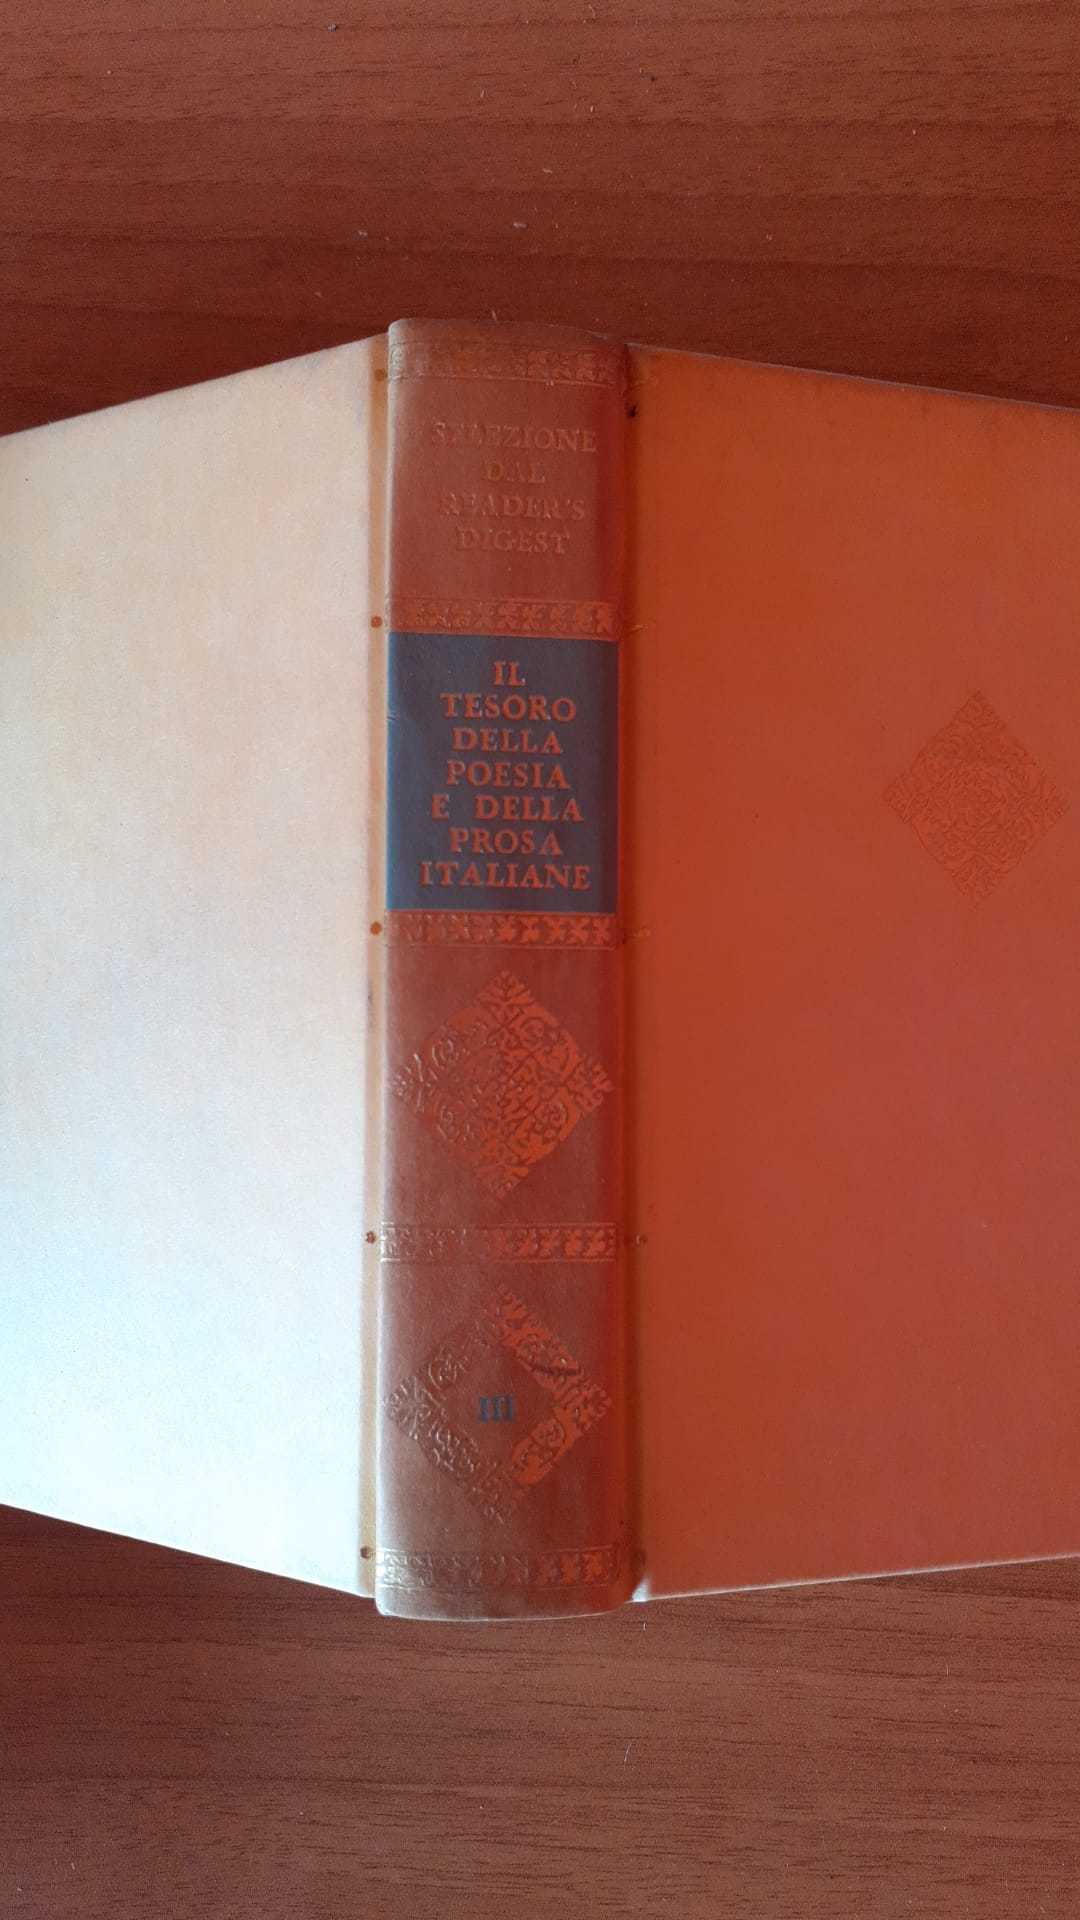 SELEZIONE
DAL
READER'S
DIGEST
IL
TESORO
DELLA
POESIA
E DELLA
PROSA
ITALIANE
III